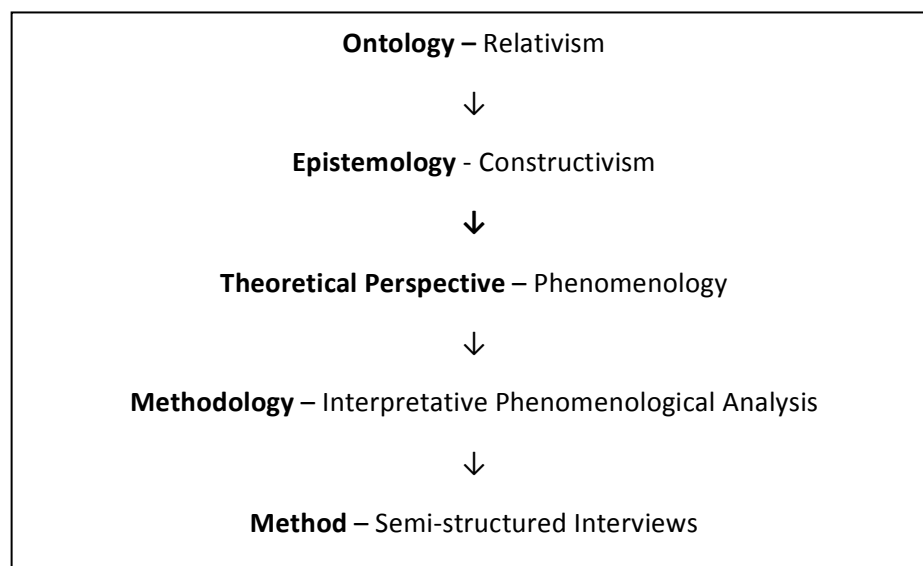 Ontology – Relativism
↓
Epistemology - Constructivism
↓
Theoretical Perspective – Phenomenology
↓
Methodology – Interpretative Phenomenological Analysis
↓
Method – Semi-structured Interviews